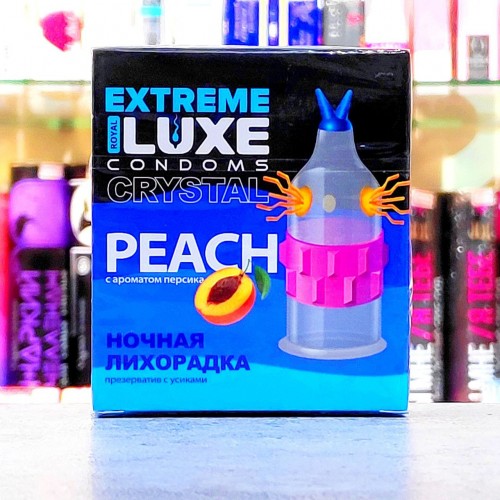 EXTREME
ROYAL
LUXE
CONDOMS
CRYSTAL
PEACH
с ароматом персика
НОЧНАЯ
ЛИХОРАДКА
презерватив с усиками